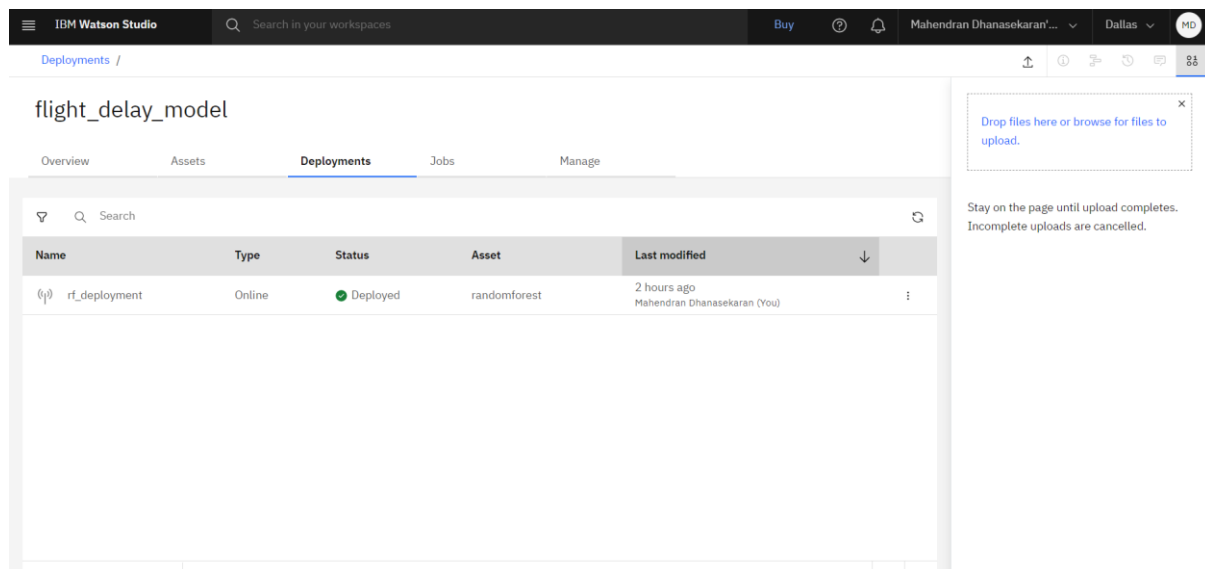 IBM Watson Studio
Search in your workspaces
Buy
Mahendran Dhanasekaran'...
Dallas
MD
Deployments /
flight_delay_model
Overview
Assets
Deployments
Jobs
Manage
Search
Name
Type
Status
Asset
Last modified
rf_deployment
Online
Deployed
randomforest
2 hours ago
Mahendran Dhanasekaran (You)
Drop files here or browse for files to
upload.
Stay on the page until upload completes.
Incomplete uploads are cancelled.